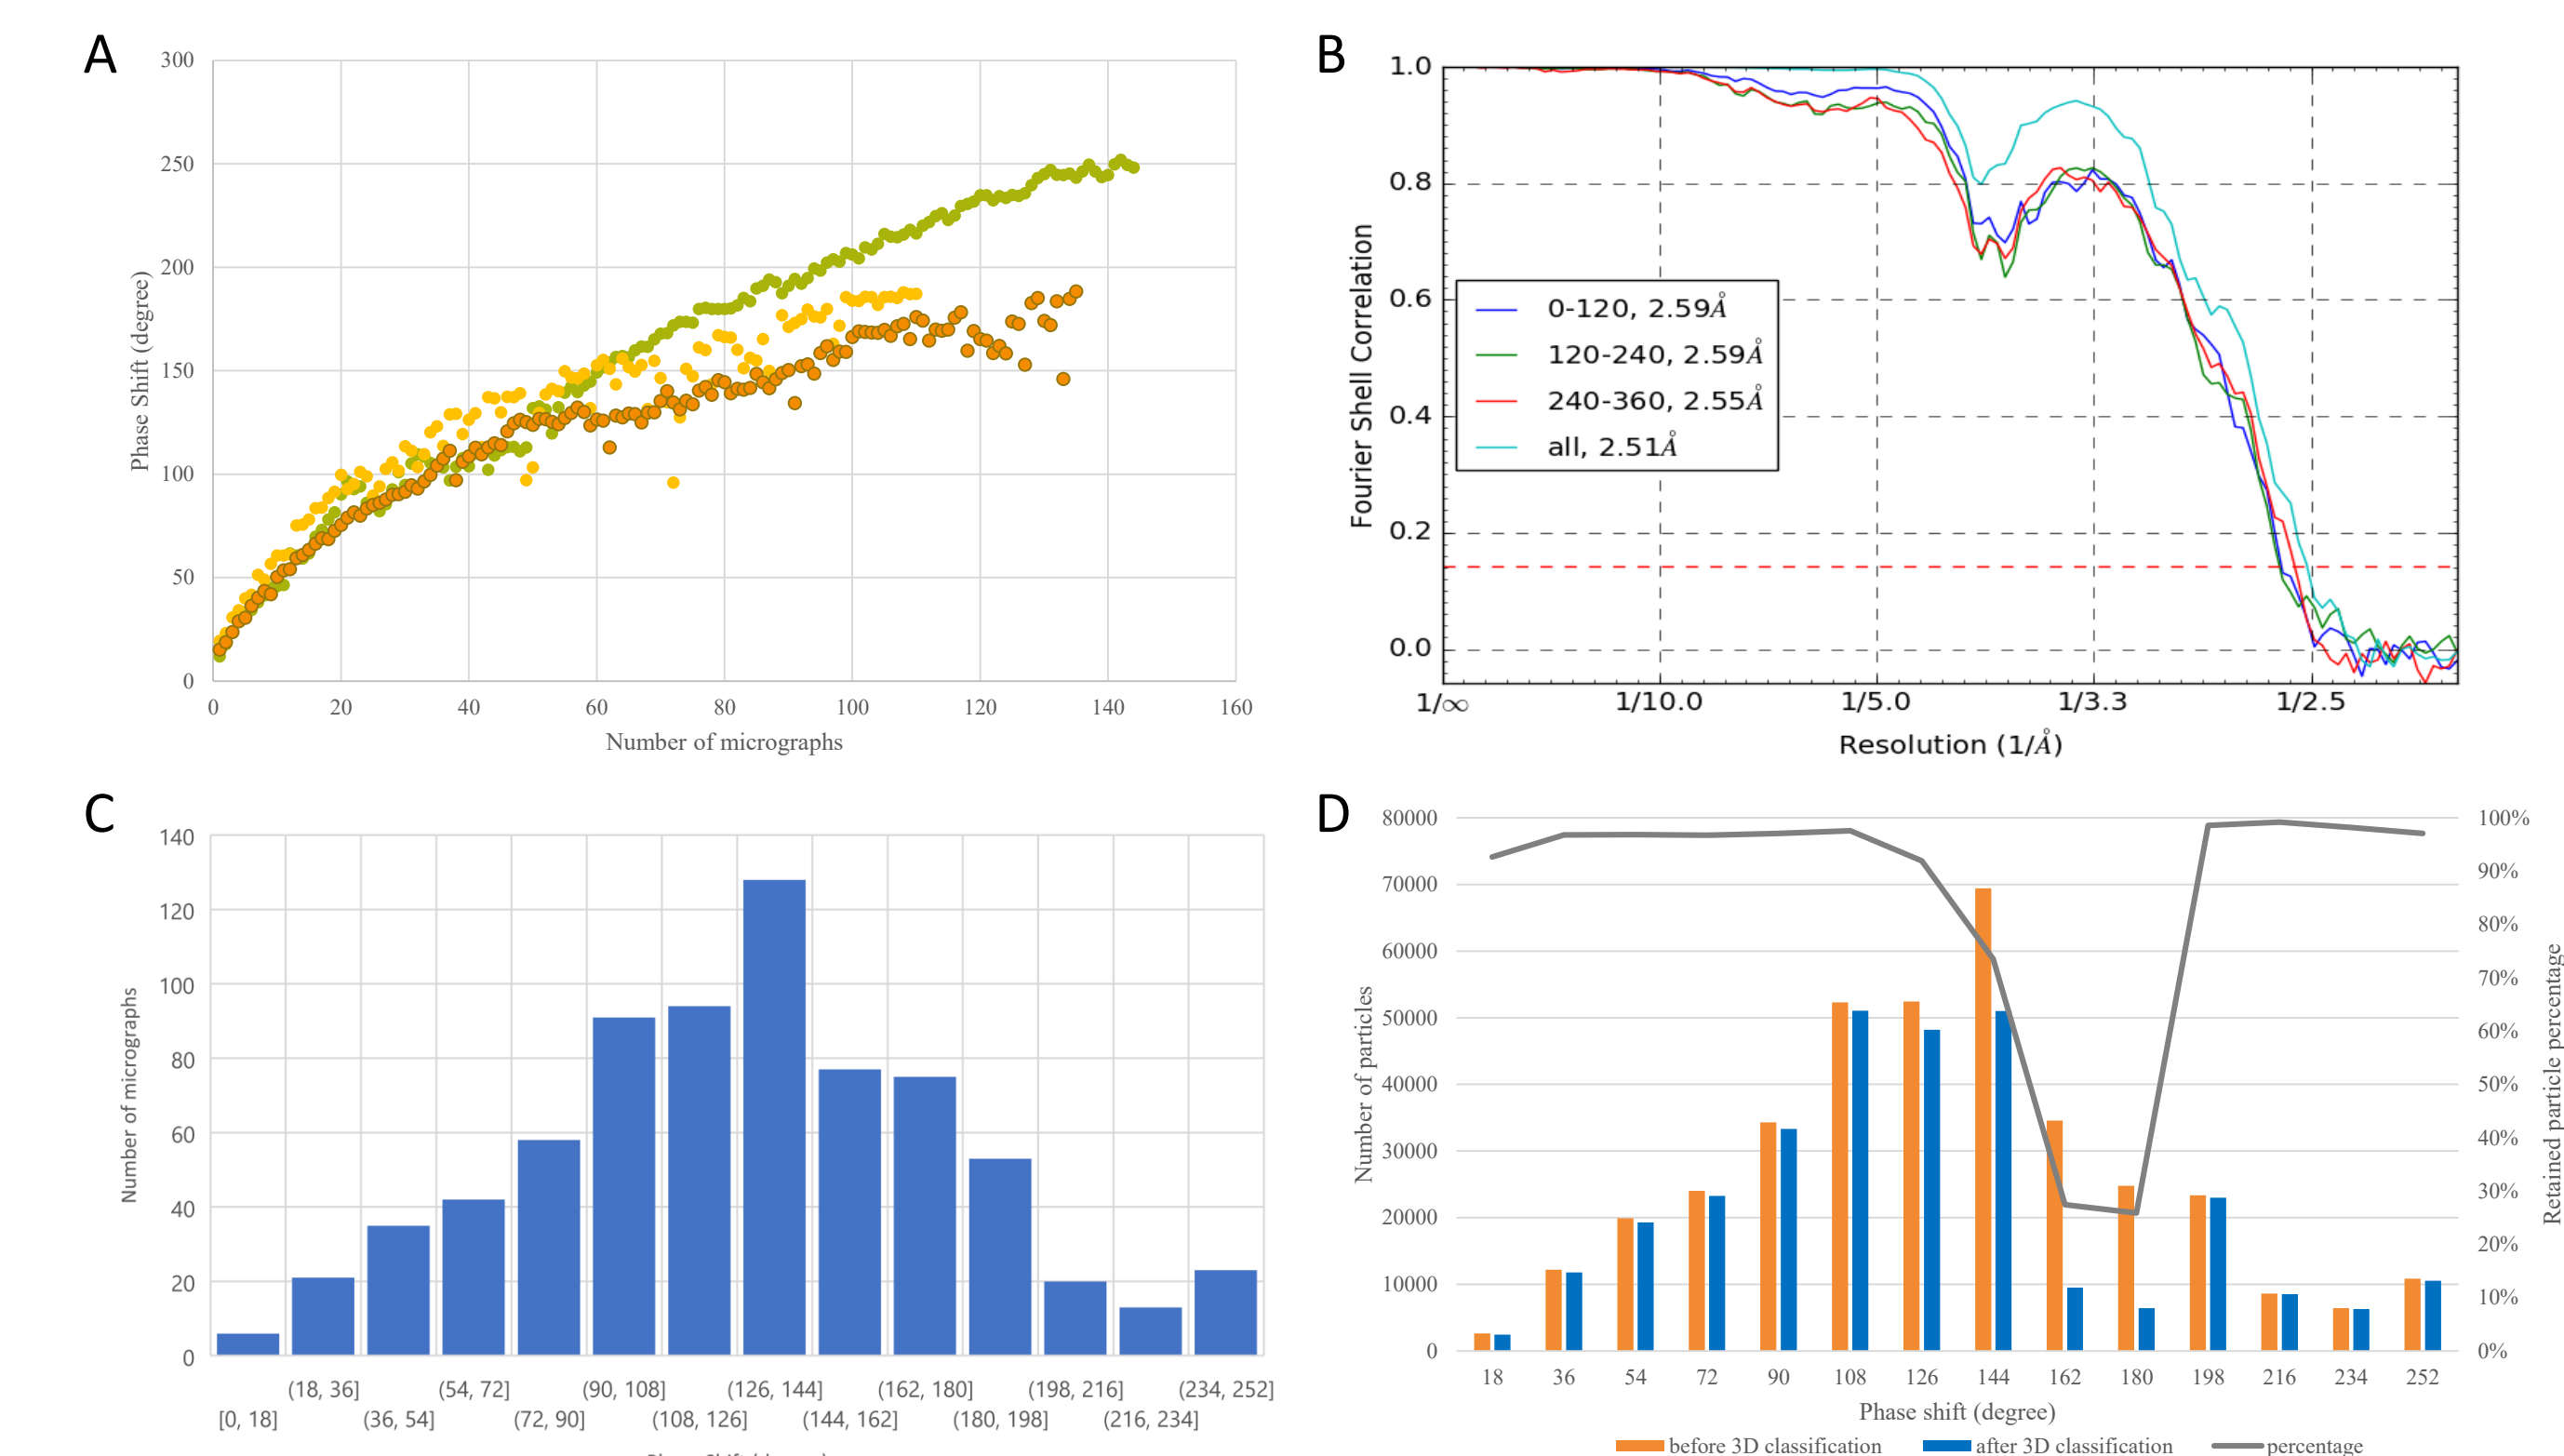 A
300
250
200
150
100
50
0
0 20 40 60 80 100 120 140 160
Phase Shift (degree)
Number of micrographs
B
1.0
0.8
0.6
0.4
0.2
0.0
Fourier Shell Correlation
0-120, 2.59Å
120-240, 2.59Å
240-360, 2.55Å
all, 2.51Å
1/∞ 1/10.0 1/5.0 1/3.3 1/2.5
Resolution (1/Å)
C
140
120
100
80
60
40
20
0
Number of micrographs
(18, 36] (54, 72] (90, 108] (126, 144] (162, 180] (198, 216] (234, 252]
[0, 18] (36, 54] (72, 90] (108, 126] (144, 162] (180, 198] (216, 234]
D
80000
70000
60000
50000
40000
30000
20000
10000
0
Number of particles
100%
90%
80%
70%
60%
50%
40%
30%
20%
10%
0%
Retained particle percentage
18 36 54 72 90 108 126 144 162 180 198 216 234 252
Phase shift (degree)
before 3D classification after 3D classification percentage